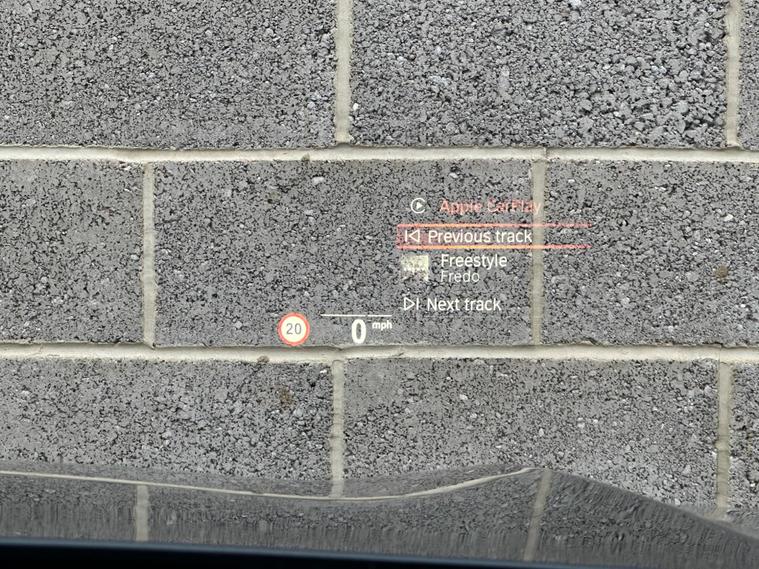 Apple CarPlay
Previous track
Freestyle
Fredo
Next track
20
0 mph